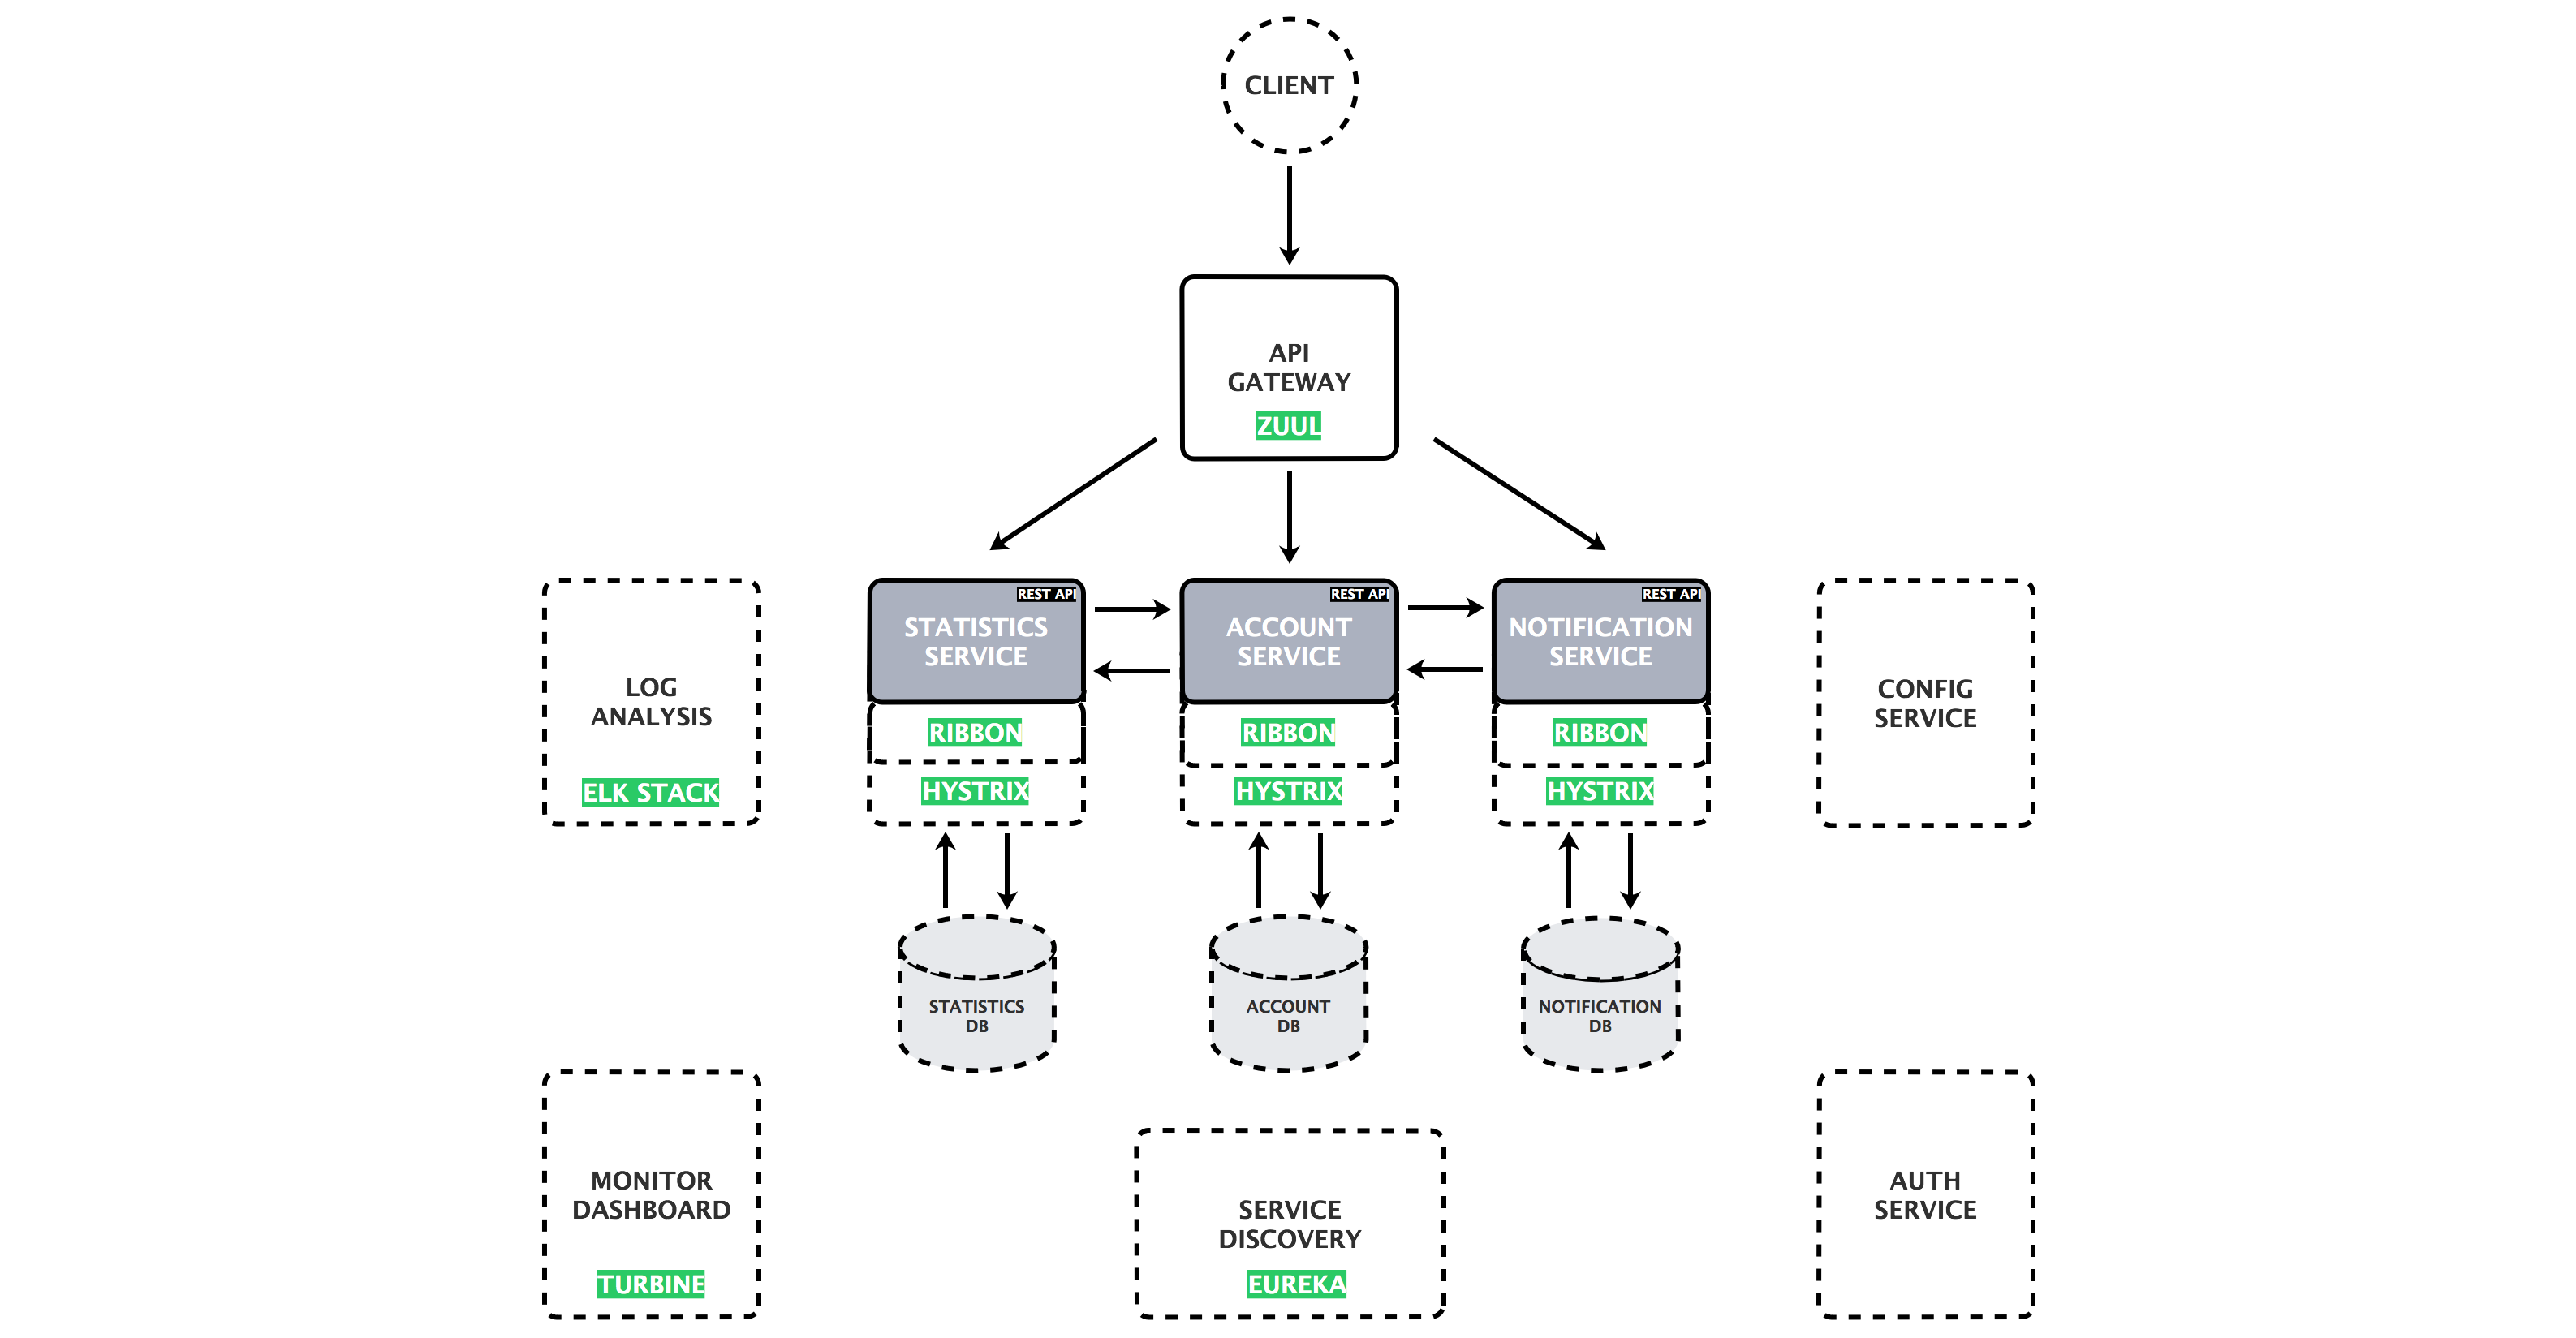 CLIENT
API
GATEWAY
ZUUL
REST API
STATISTICS
SERVICE
RIBBON
HYSTRIX
REST API
ACCOUNT
SERVICE
RIBBON
HYSTRIX
REST API
NOTIFICATION
SERVICE
RIBBON
HYSTRIX
LOG
ANALYSIS
ELK STACK
CONFIG
SERVICE
STATISTICS
DB
ACCOUNT
DB
NOTIFICATION
DB
MONITOR
DASHBOARD
TURBINE
SERVICE
DISCOVERY
EUREKA
AUTH
SERVICE